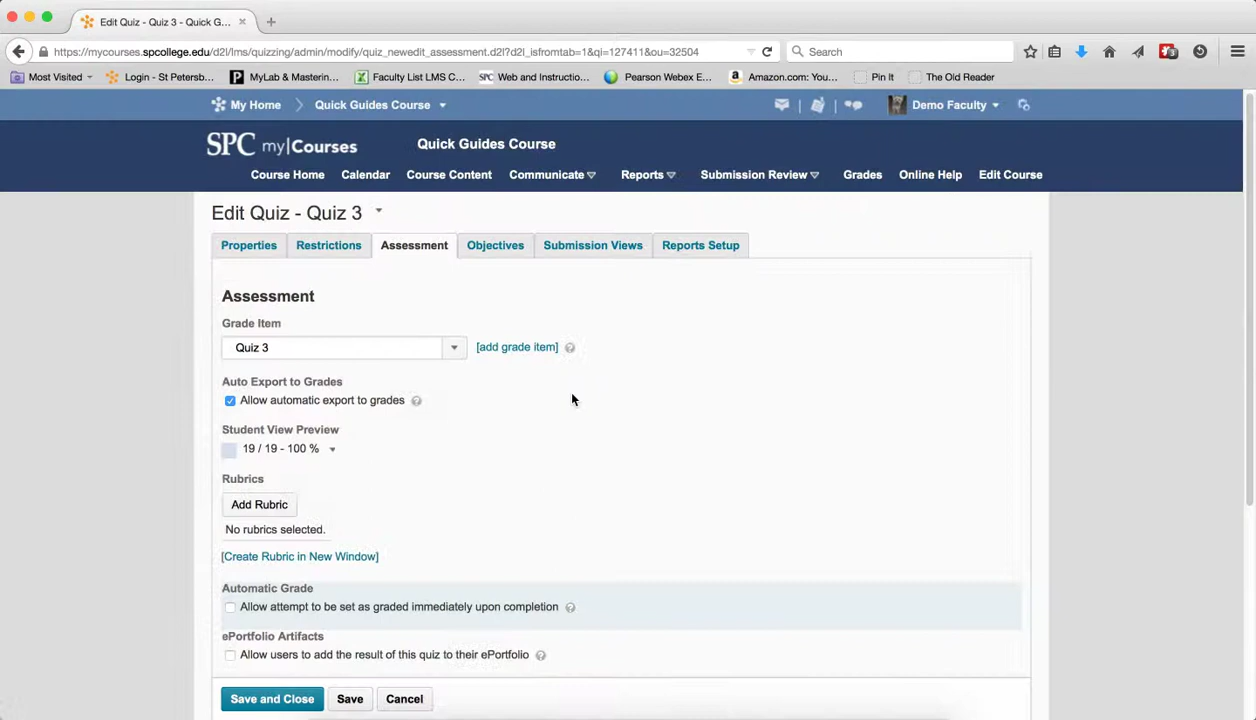 Edit Quiz - Quiz 3 - Quick G...
https://mycourses.spcollege.edu/d2l/lms/quizzing/admin/modify/quiz_newedit_assessment.d2l?d2l_isfromtab=1&qi=127411&ou=32504
Search
Most Visited
Login - St Petersb...
P MyLab & Mastering...
Faculty List LMS C...
SPC Web and Instructio...
Pearson Webex E...
a Amazon.com: You...
Pin It
The Old Reader
My Home
Quick Guides Course
Demo Faculty
SPC my|Courses
Quick Guides Course
Course Home Calendar Course Content Communicate Reports Submission Review Grades Online Help Edit Course
Edit Quiz - Quiz 3
Properties Restrictions Assessment Objectives Submission Views Reports Setup
Assessment
Grade Item
Quiz 3 [add grade item] ?
Auto Export to Grades
Allow automatic export to grades ?
Student View Preview
19 / 19 - 100 %
Rubrics
Add Rubric
No rubrics selected.
[Create Rubric in New Window]
Automatic Grade
Allow attempt to be set as graded immediately upon completion ?
ePortfolio Artifacts
Allow users to add the result of this quiz to their ePortfolio ?
Save and Close Save Cancel